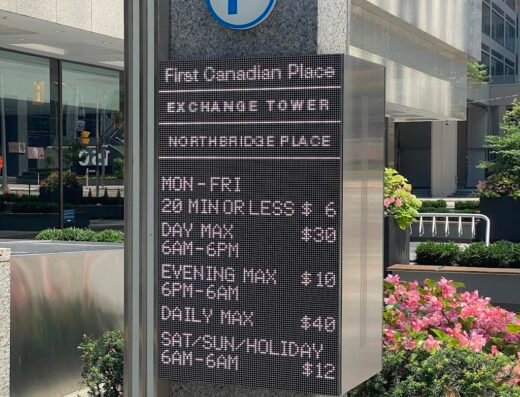 First Canadian Place
EXCHANGE TOWER
NORTHBRIDGE PLACE
MON-FRI
20 MIN OR LESS $ 6
DAY MAX $30
6AM-6PM
EVENING MAX $10
6PM-6AM
DAILY MAX $40
SAT/SUN/HOLIDAY
6AM-6AM $12